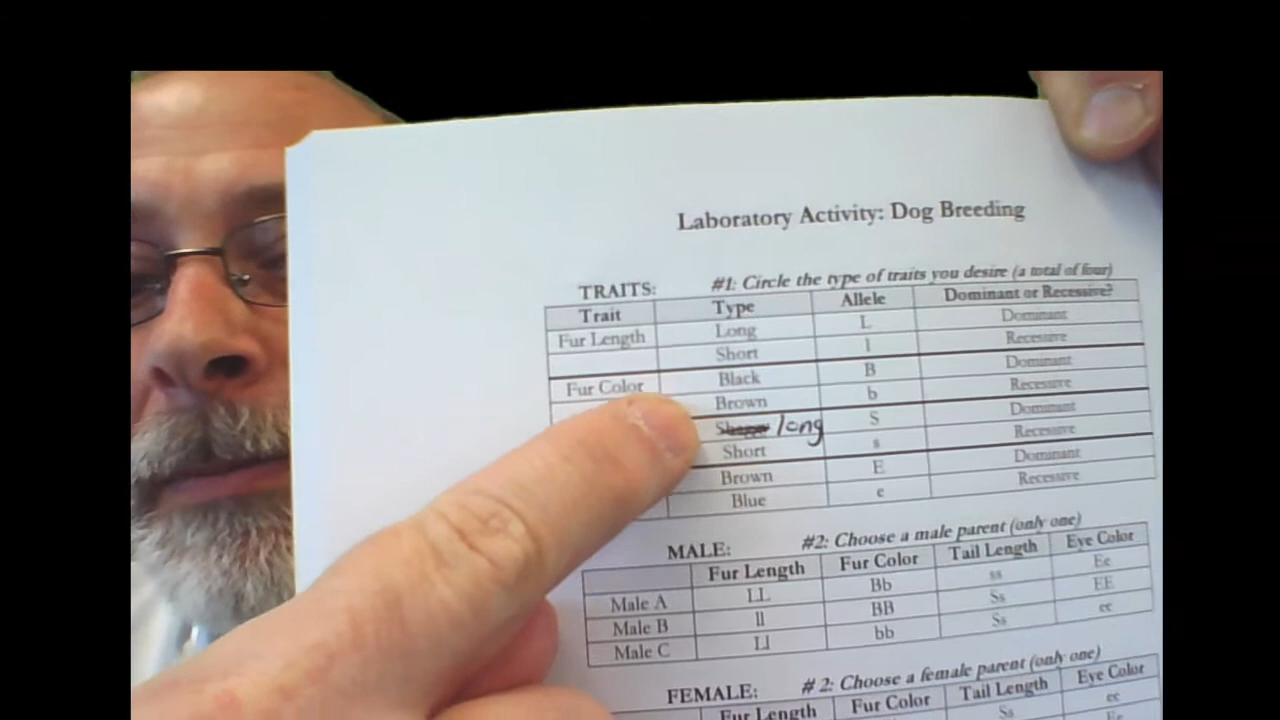 Laboratory Activity: Dog Breeding
TRAITS: #1: Circle the type of traits you desire (a total of four)
Trait Type Allele Dominant or Recessive?
Fur Length Long L Dominant
Short l Recessive
Fur Color Black B Dominant
Brown b Recessive
long S Dominant
Short s Recessive
Brown E Dominant
Blue e Recessive
MALE: #2: Choose a male parent (only one)
Fur Length Fur Color Tail Length Eye Color
Male A LL Bb ss Ee
Male B ll BB Ss EE
Male C Ll bb Ss ee
FEMALE: # 2: Choose a female parent (only one)
Fur Length Fur Color Tail Length Eye Color
Ss ee